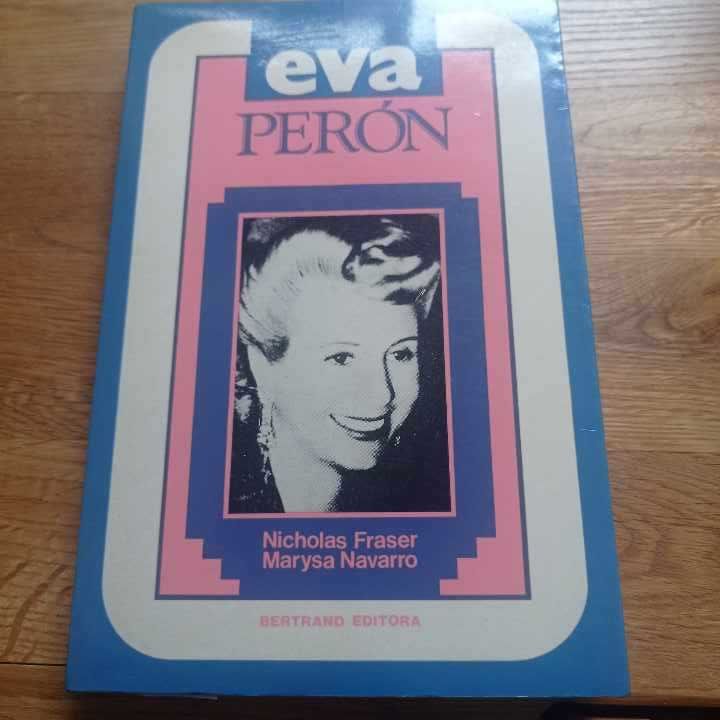 eva
PERÓN
Nicholas Fraser
Marysa Navarro
BERTRAND EDITORA